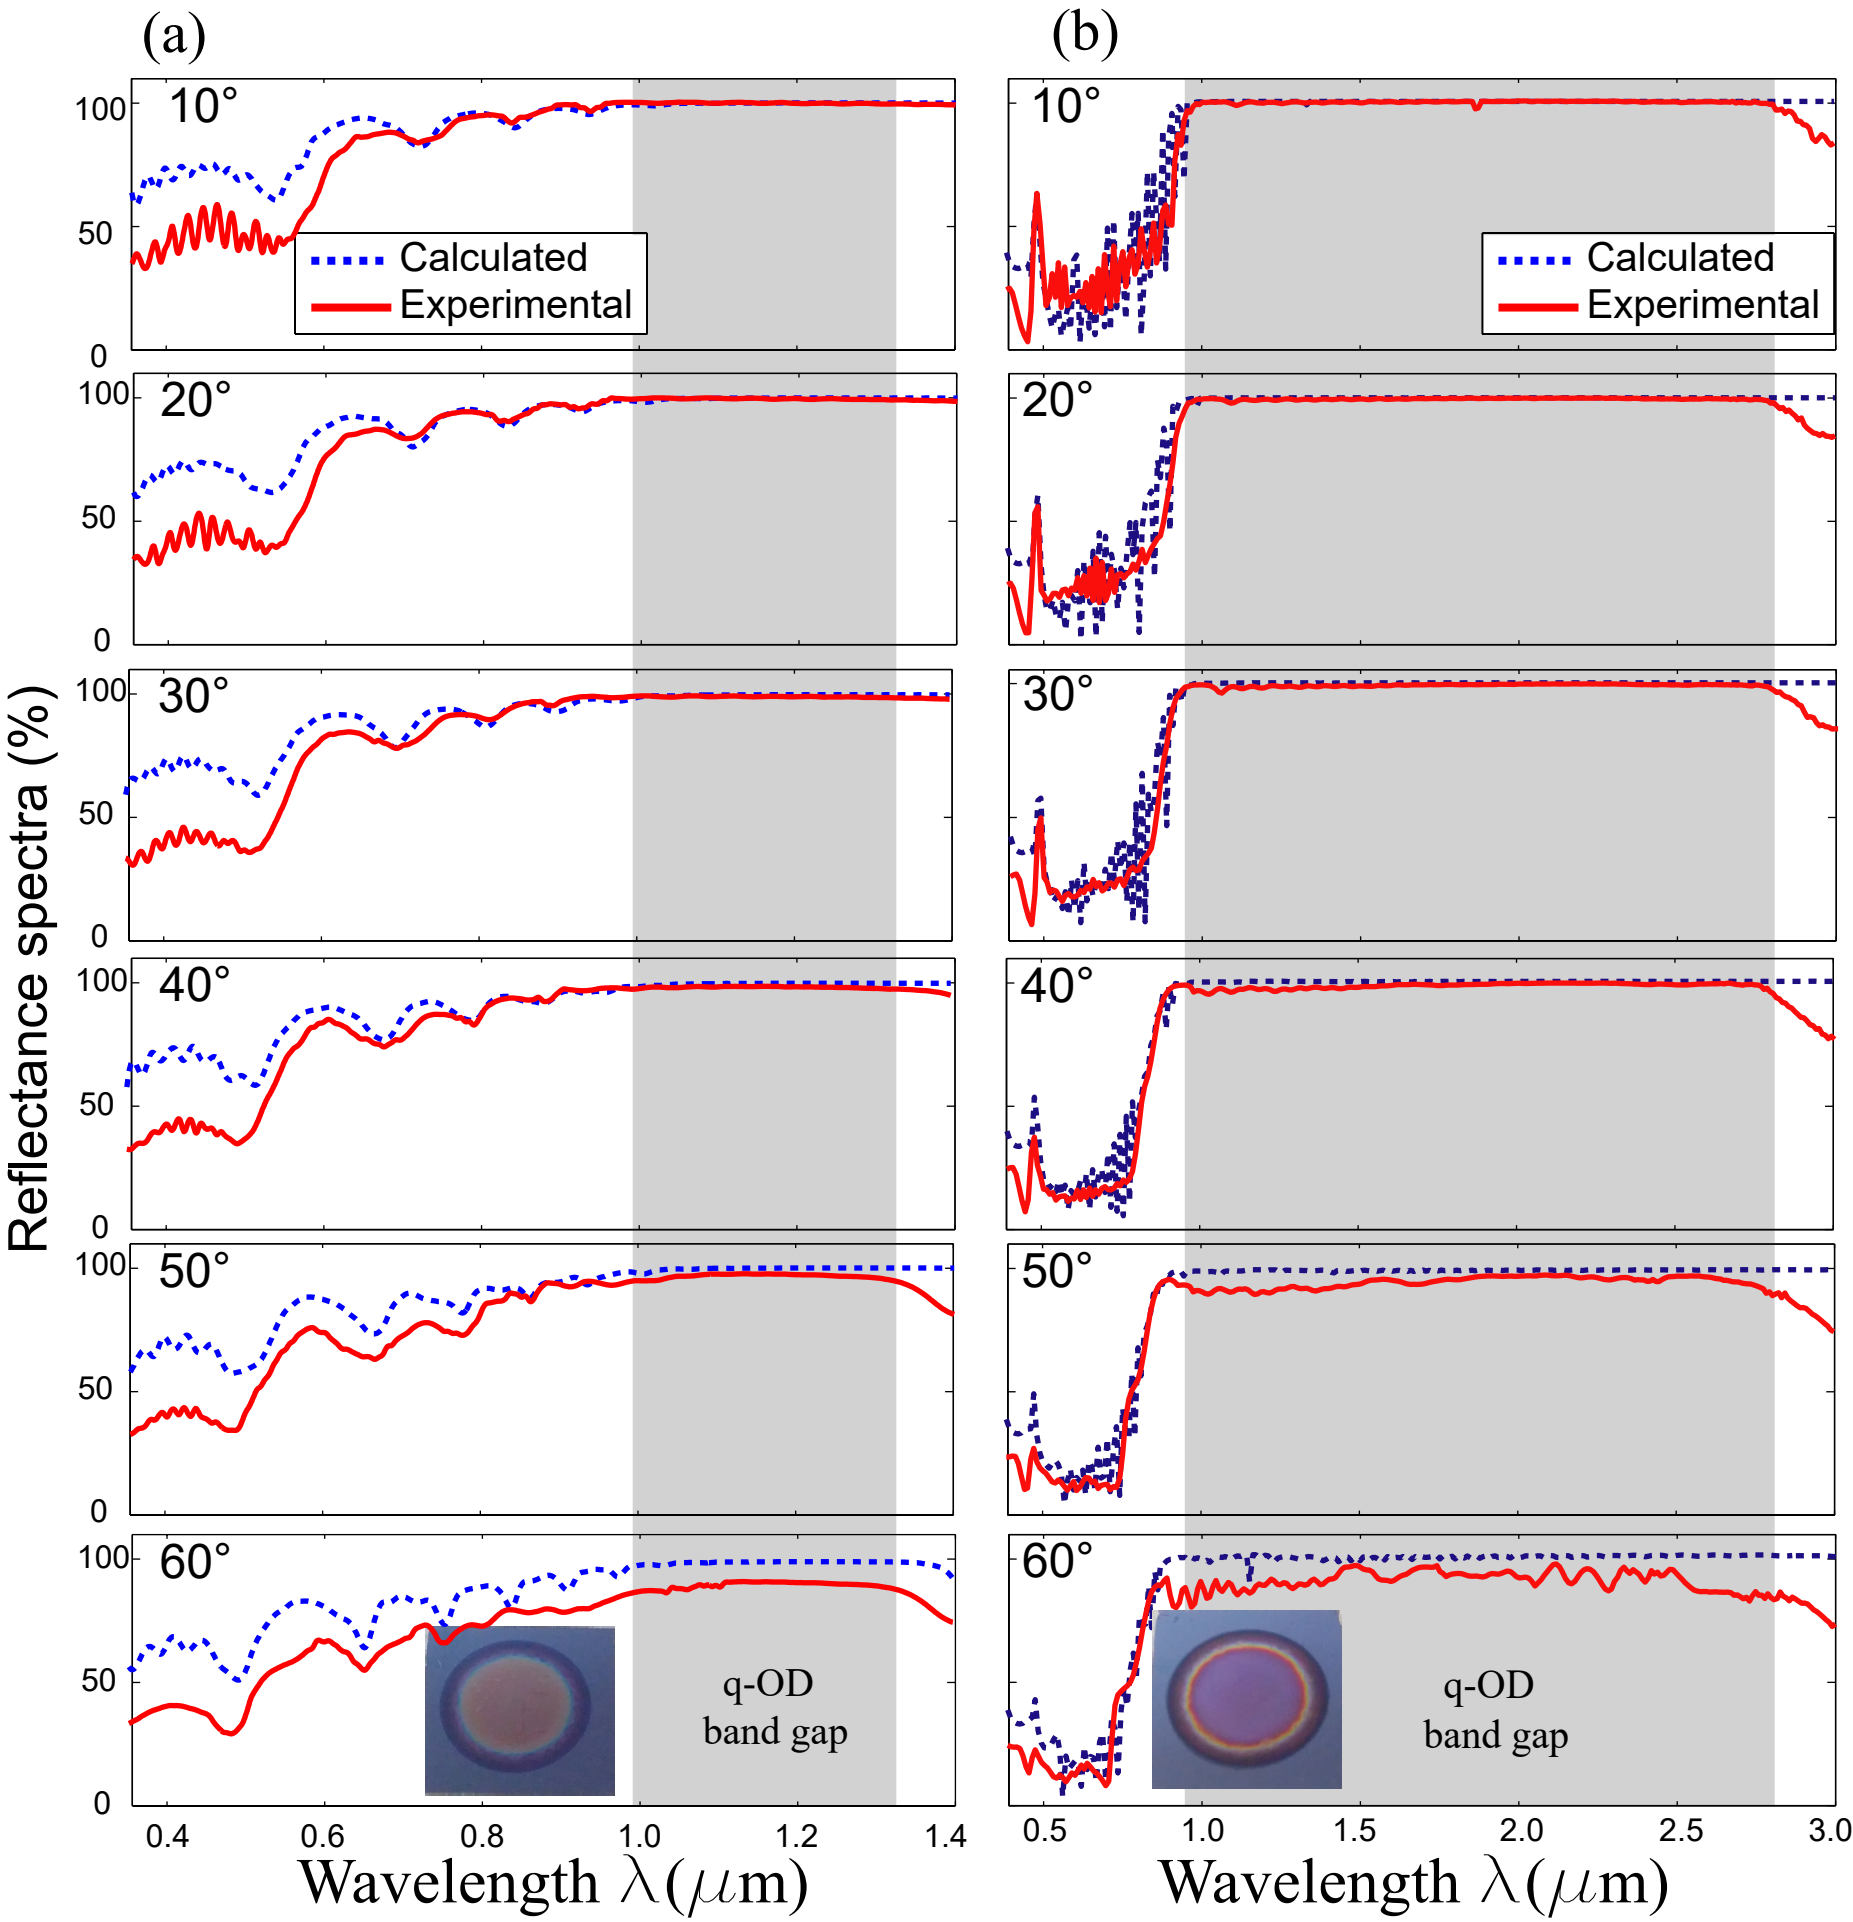 (a)
(b)
Reflectance spectra (%)
100
50
0
10°
Calculated
Experimental
10°
Calculated
Experimental
100
50
0
20°
20°
100
50
0
30°
30°
100
50
0
40°
40°
100
50
0
50°
50°
100
50
0
60°
q-OD
band gap
60°
q-OD
band gap
0.4 0.6 0.8 1.0 1.2 1.4
0.5 1.0 1.5 2.0 2.5 3.0
Wavelength λ(μm)
Wavelength λ(μm)